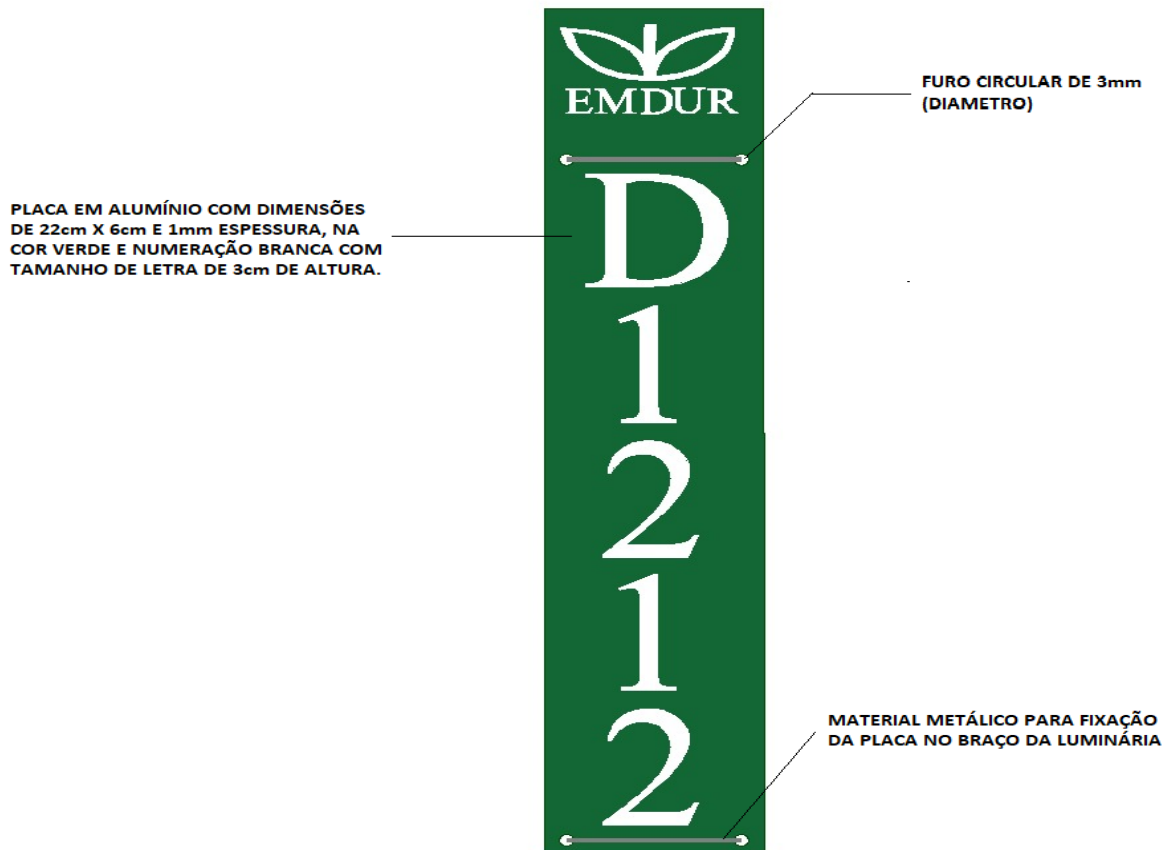 EMDUR
FURO CIRCULAR DE 3mm
(DIAMETRO)
PLACA EM ALUMÍNIO COM DIMENSÕES
DE 22cm X 6cm E 1mm ESPESSURA, NA
COR VERDE E NUMERAÇÃO BRANCA COM
TAMANHO DE LETRA DE 3cm DE ALTURA.
D
1
2
1
2
MATERIAL METÁLICO PARA FIXAÇÃO
DA PLACA NO BRAÇO DA LUMINÁRIA